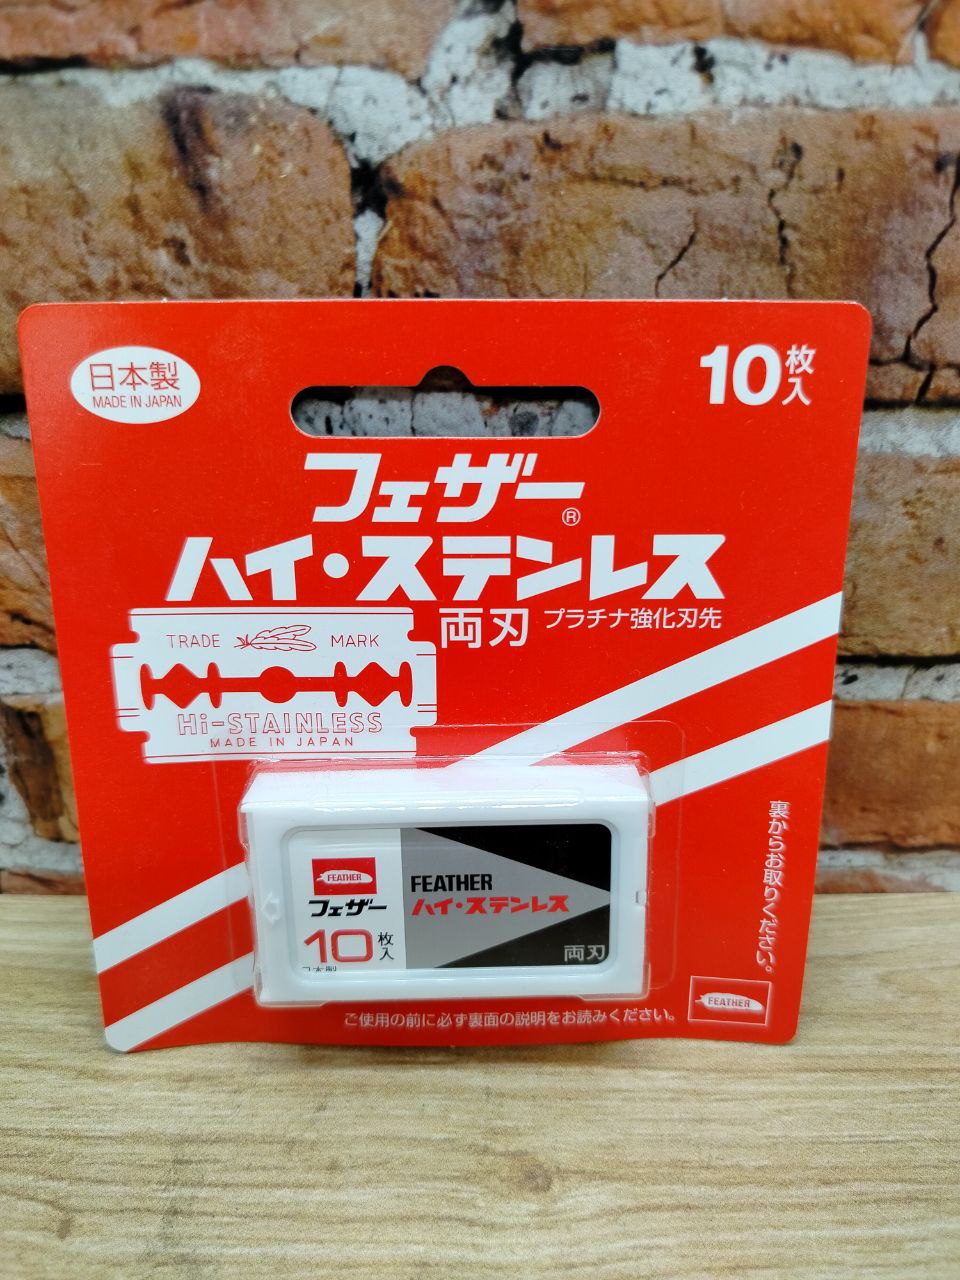 日本製
MADE IN JAPAN
10枚入
フェザー®
ハイ・ステンレス
両刃 プラチナ強化刃先
TRADE MARK
Hi-STAINLESS
MADE IN JAPAN
FEATHER
フェザー
10枚入
日本製
FEATHER
ハイ・ステンレス
両刃
裏からお取りください。
FEATHER
ご使用の前に必ず裏面の説明をお読みください。